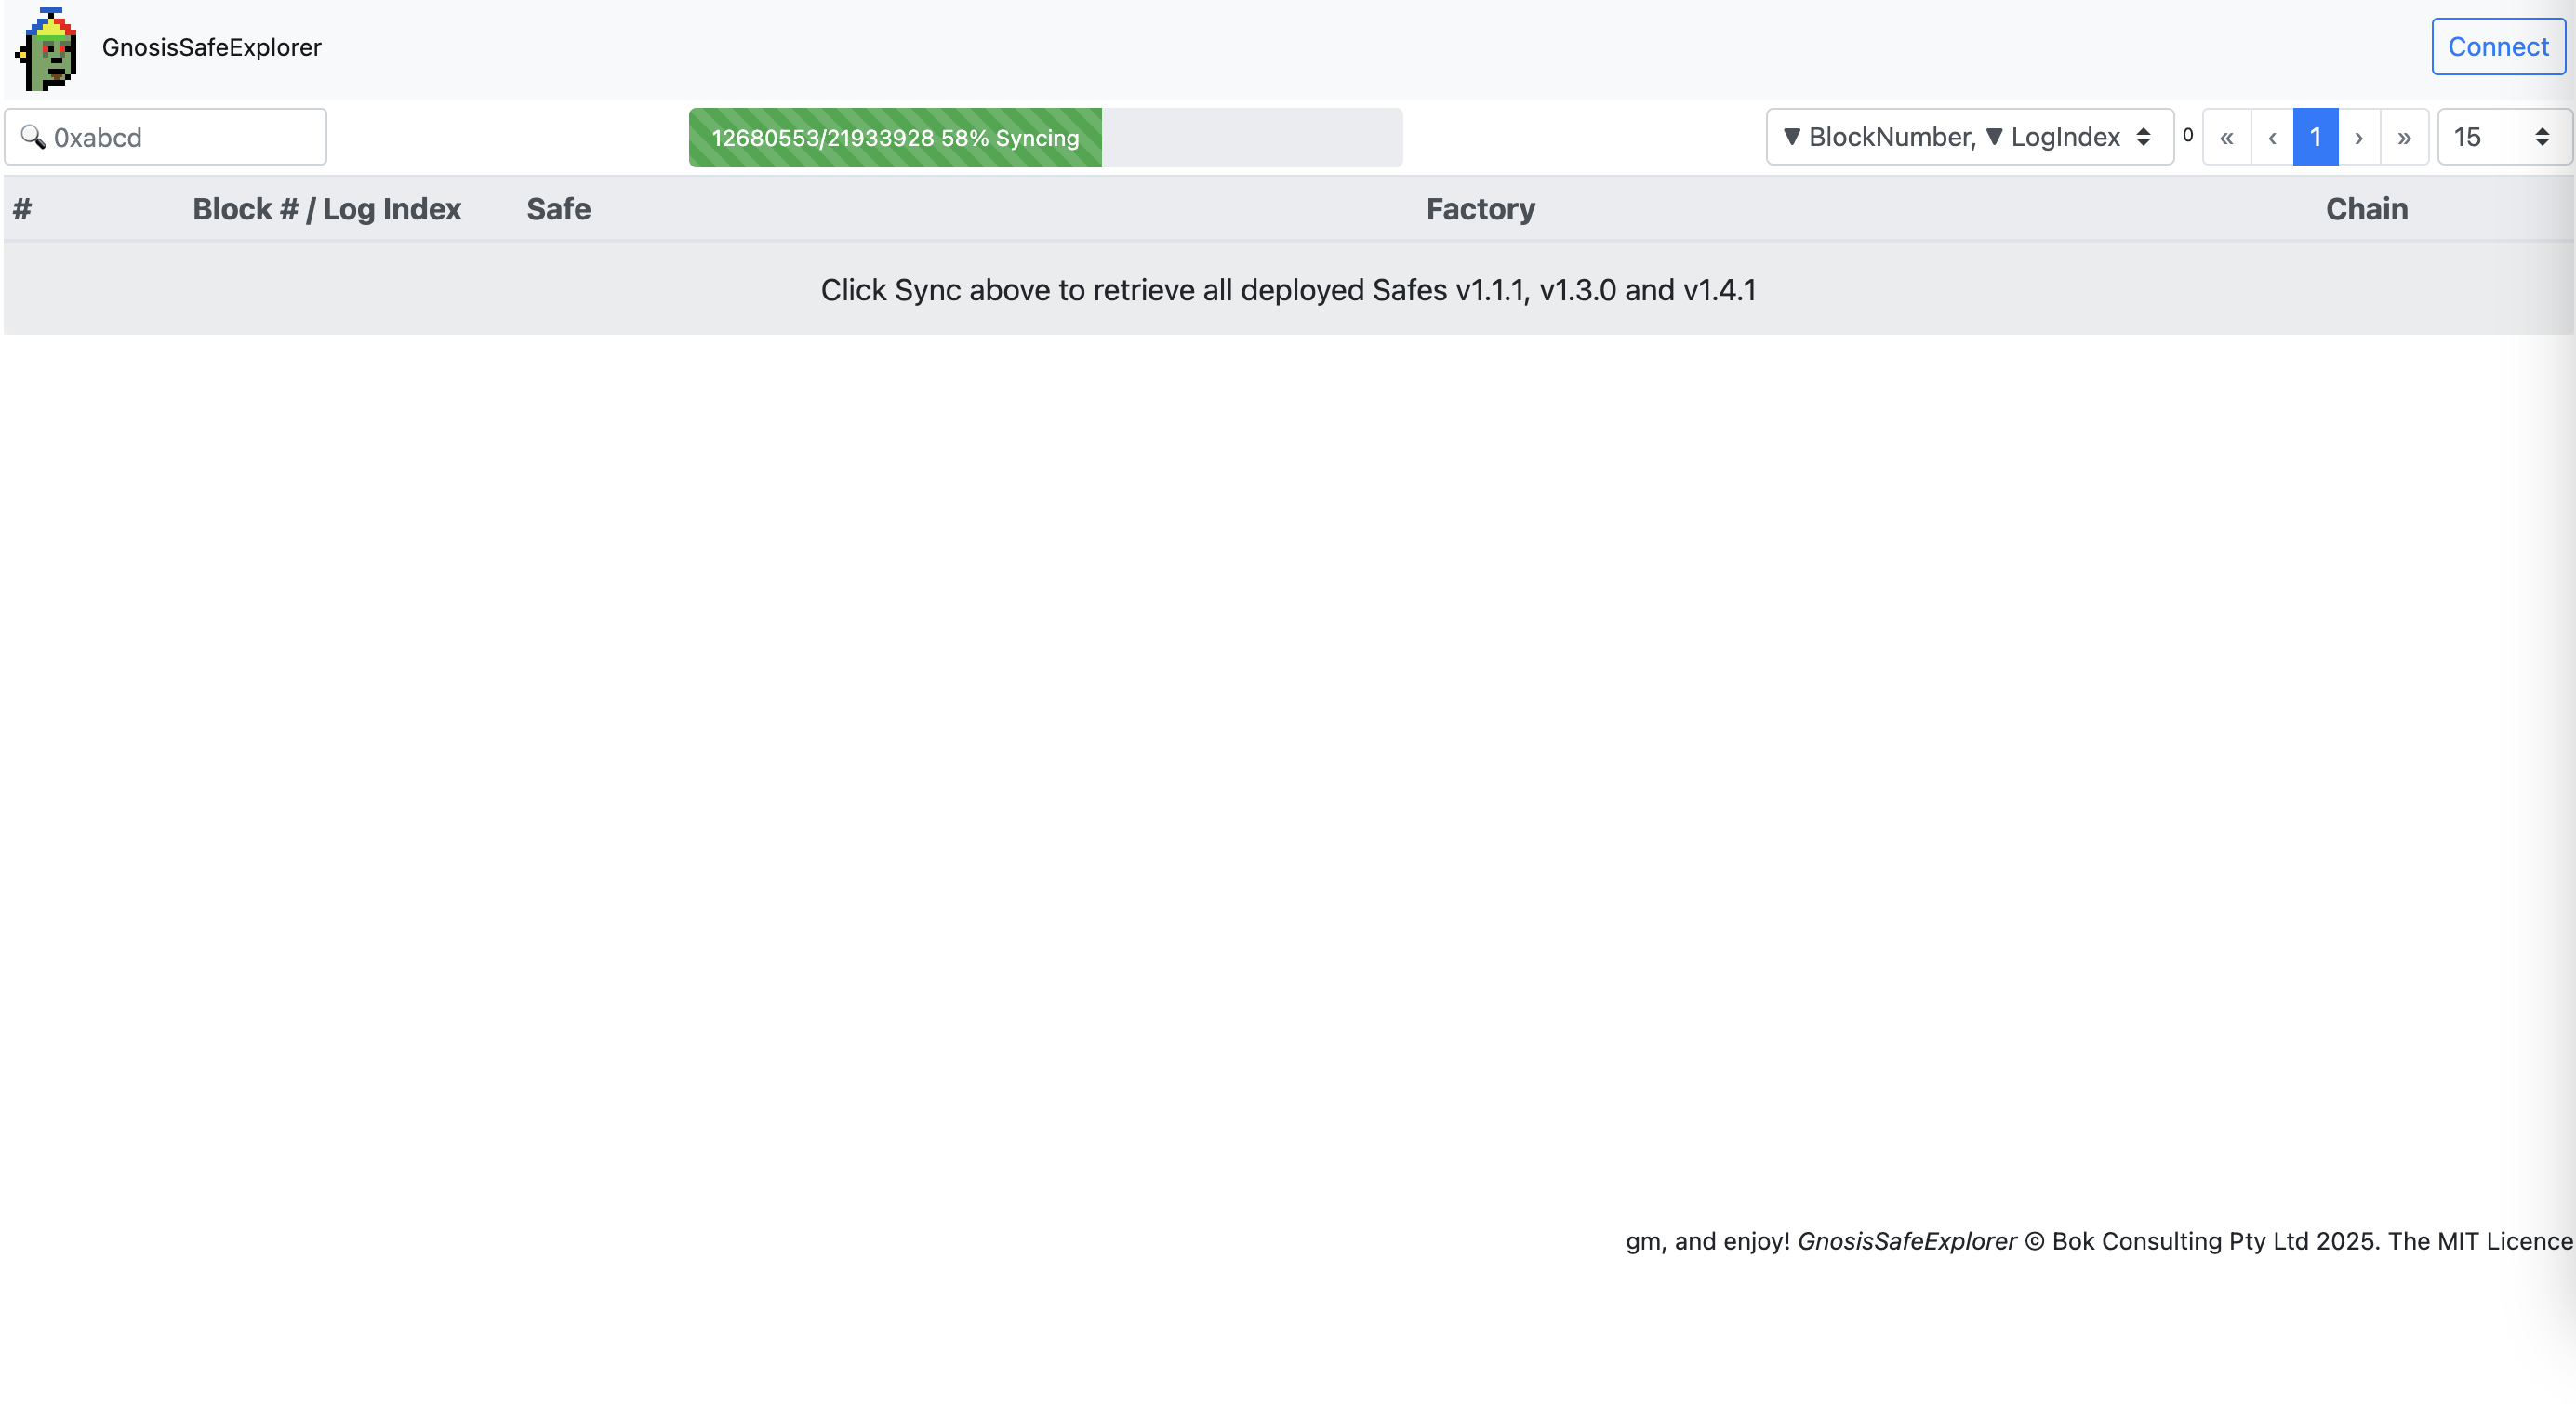 GnosisSafeExplorer
Connect
🔍 0xabcd
12680553/21933928 58% Syncing
▼ BlockNumber, ▼ LogIndex
0
« ‹ 1 › »
15
# Block # / Log Index Safe Factory Chain
Click Sync above to retrieve all deployed Safes v1.1.1, v1.3.0 and v1.4.1
gm, and enjoy! GnosisSafeExplorer © Bok Consulting Pty Ltd 2025. The MIT Licence